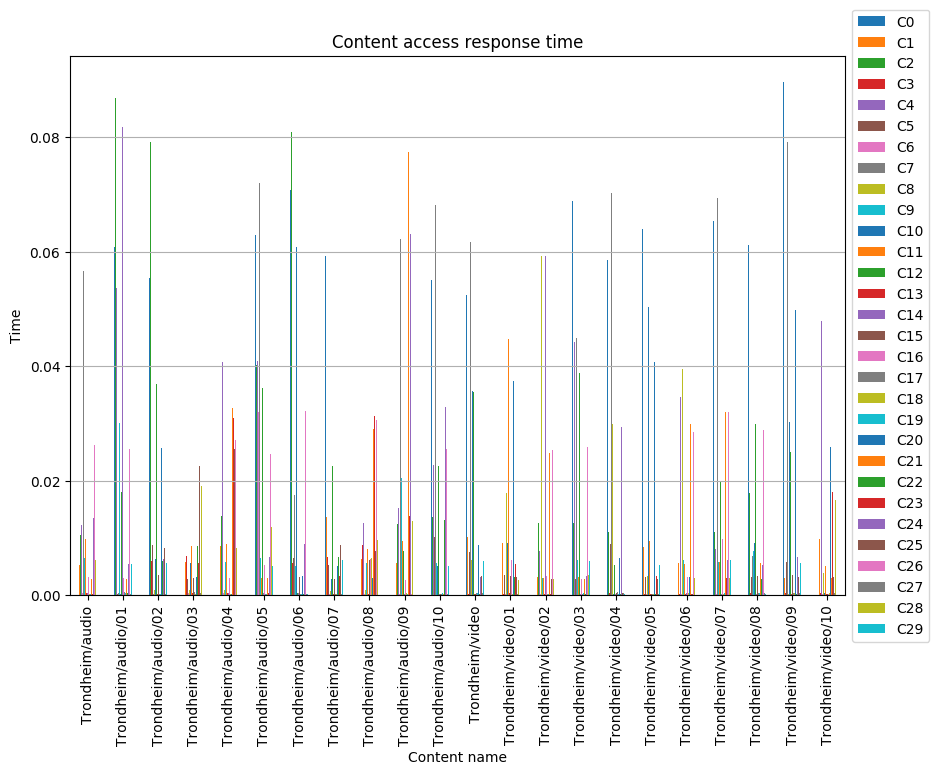 Content access response time
Time
0.08
0.06
0.04
0.02
0.00
Trondheim/audio
Trondheim/audio/01
Trondheim/audio/02
Trondheim/audio/03
Trondheim/audio/04
Trondheim/audio/05
Trondheim/audio/06
Trondheim/audio/07
Trondheim/audio/08
Trondheim/audio/09
Trondheim/audio/10
Trondheim/video
Trondheim/video/01
Trondheim/video/02
Trondheim/video/03
Trondheim/video/04
Trondheim/video/05
Trondheim/video/06
Trondheim/video/07
Trondheim/video/08
Trondheim/video/09
Trondheim/video/10
Content name
C0
C1
C2
C3
C4
C5
C6
C7
C8
C9
C10
C11
C12
C13
C14
C15
C16
C17
C18
C19
C20
C21
C22
C23
C24
C25
C26
C27
C28
C29